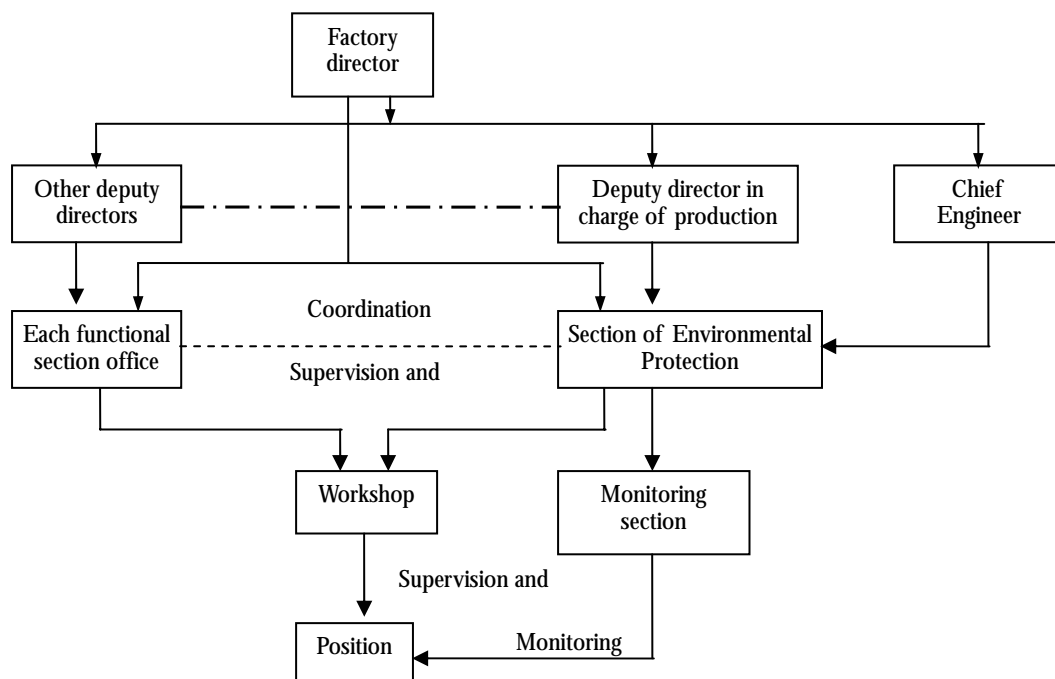 Factory
director
Other deputy
directors
Deputy director in
charge of production
Chief
Engineer
Coordination
Each functional
section office
Section of Environmental
Protection
Supervision and
Workshop
Monitoring
section
Supervision and
Position
Monitoring